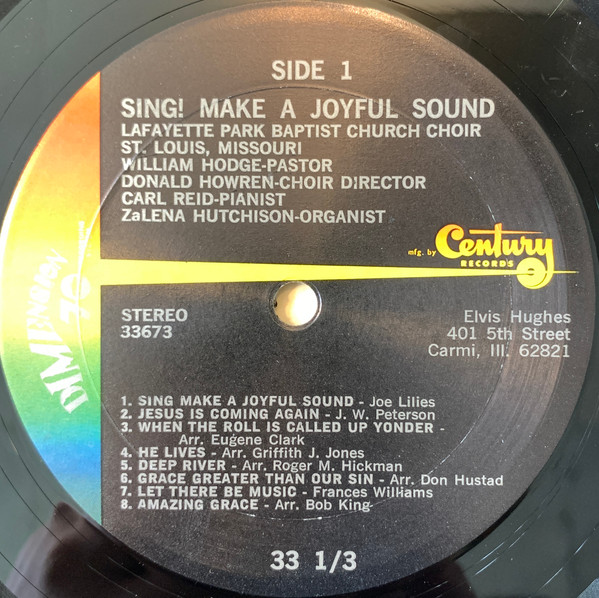 SIDE 1
SING! MAKE A JOYFUL SOUND
LAFAYETTE PARK BAPTIST CHURCH CHOIR
ST. LOUIS, MISSOURI
WILLIAM HODGE-PASTOR
DONALD HOWREN-CHOIR DIRECTOR
CARL REID-PIANIST
ZaLENA HUTCHISON-ORGANIST
mfg. by Century
RECORDS
DIMENSION
70
STEREO
33673
Elvis Hughes
401 5th Street
Carmi, Ill. 62821
1. SING MAKE A JOYFUL SOUND - Joe Lilies
2. JESUS IS COMING AGAIN - J. W. Peterson
3. WHEN THE ROLL IS CALLED UP YONDER -
Arr. Eugene Clark
4. HE LIVES - Arr. Griffith J. Jones
5. DEEP RIVER - Arr. Roger M. Hickman
6. GRACE GREATER THAN OUR SIN - Arr. Don Hustad
7. LET THERE BE MUSIC - Frances Williams
8. AMAZING GRACE - Arr. Bob King
33 1/3